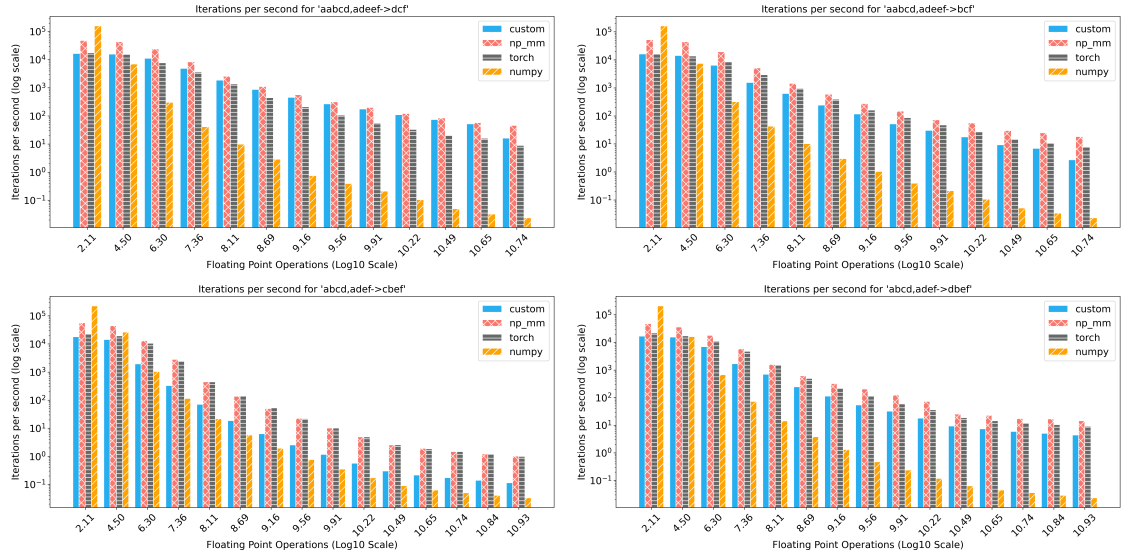 Iterations per second for 'aabcd,adeef->dcf'
Iterations per second (log scale)
10^5
10^4
10^3
10^2
10^1
10^0
10^-1
custom
np_mm
torch
numpy
2.11 4.50 6.30 7.36 8.11 8.69 9.16 9.56 9.91 10.22 10.49 10.65 10.74
Floating Point Operations (Log10 Scale)
Iterations per second for 'aabcd,adeef->bcf'
Iterations per second (log scale)
10^5
10^4
10^3
10^2
10^1
10^0
10^-1
custom
np_mm
torch
numpy
2.11 4.50 6.30 7.36 8.11 8.69 9.16 9.56 9.91 10.22 10.49 10.65 10.74
Floating Point Operations (Log10 Scale)
Iterations per second for 'abcd,adef->cbef'
Iterations per second (log scale)
10^5
10^4
10^3
10^2
10^1
10^0
10^-1
custom
np_mm
torch
numpy
2.11 4.50 6.30 7.36 8.11 8.69 9.16 9.56 9.91 10.22 10.49 10.65 10.74 10.84 10.93
Floating Point Operations (Log10 Scale)
Iterations per second for 'abcd,adef->dbef'
Iterations per second (log scale)
10^5
10^4
10^3
10^2
10^1
10^0
10^-1
custom
np_mm
torch
numpy
2.11 4.50 6.30 7.36 8.11 8.69 9.16 9.56 9.91 10.22 10.49 10.65 10.74 10.84 10.93
Floating Point Operations (Log10 Scale)